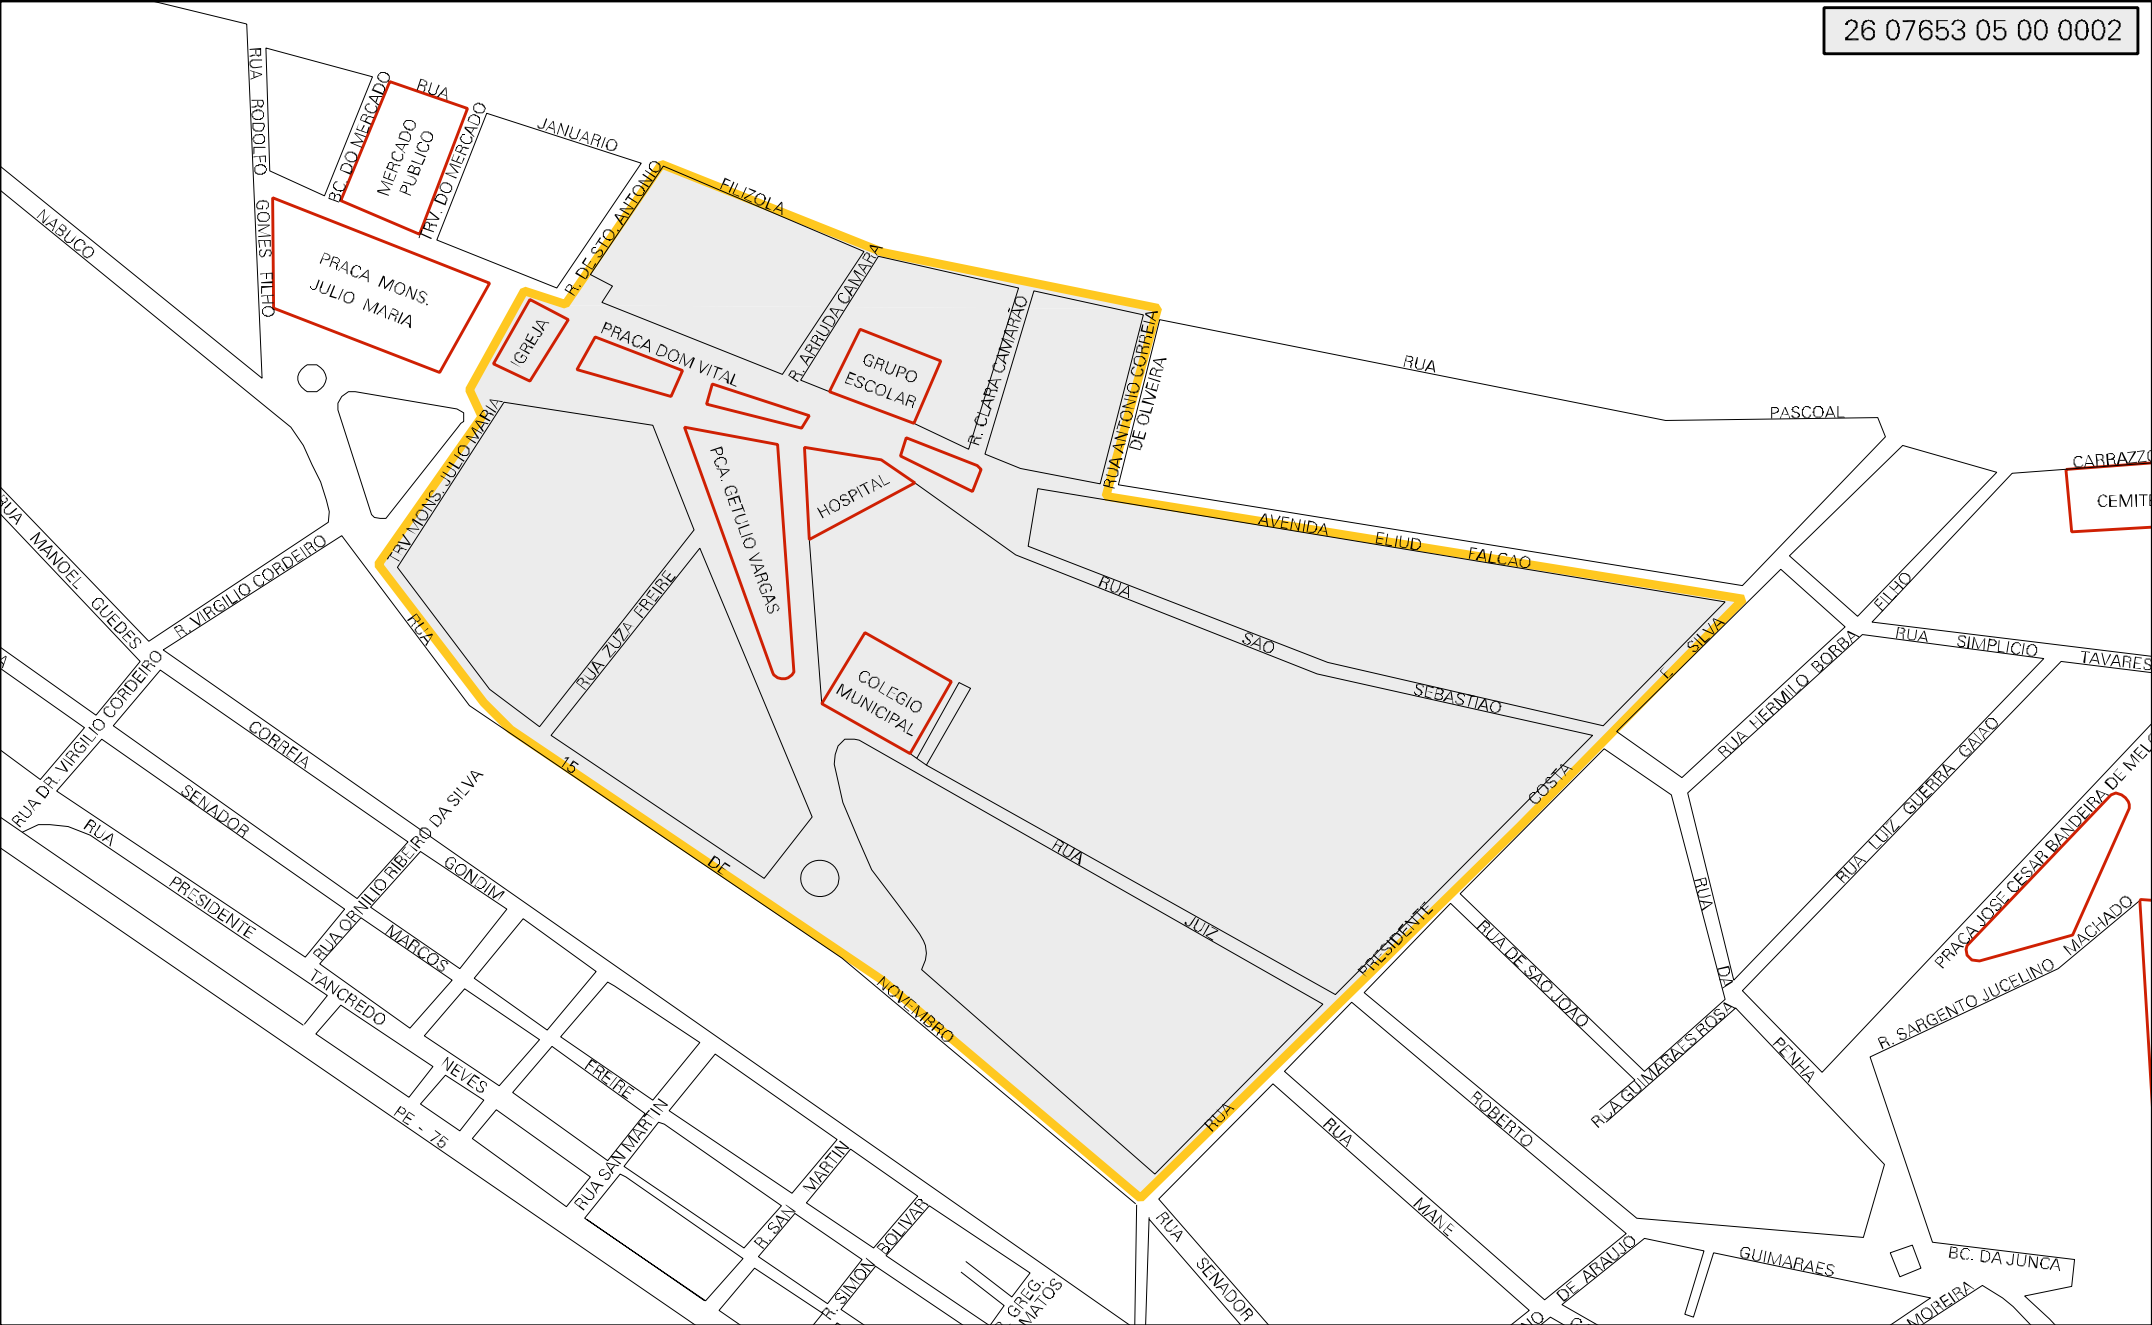 26 07653 05 00 0002
RUA RODOLFO GOMES FILHO
BC. DO MERCADO
RUA JANUARIO FILIZOLA
MERCADO
PUBLICO
TRV. DO MERCADO
R. DE STO. ANTONIO
NABUCO
PRACA MONS.
JULIO MARIA
IGREJA
PRACA DOM VITAL
R. ARRUDA CAMARA
GRUPO
ESCOLAR
R. CLARA CAMARÃO
RUA ANTONIO CORREIA
DE OLIVEIRA
RUA PASCOAL
CARRAZZO
FILHO
CEMITE
TRV MONS. JULIO MARIA
PCA. GETULIO VARGAS
HOSPITAL
AVENIDA ELIUD FALCAO
RUA MANOEL GUEDES
R. VIRGILIO CORDEIRO
RUA ZUZA FREIRE
RUA SAO SEBASTIAO
RUA SIMPLICIO TAVARES
RUA HERMILO BORBA
COLEGIO
MUNICIPAL
RUA DR. VIRGILIO CORDEIRO
CORREIA
GONDIM
RUA 15 DE NOVEMBRO
RUA PRESIDENTE COSTA E SILVA
RUA LUIZ GUERRA GAIAO
PRACA JOSE CESAR BANDEIRA DE MELO
SENADOR
MARCOS
FREIRE
RUA ORNILIO RIBEIRO DA SILVA
RUA JUIZ
ROBERTO
GUIMARAES
RUA PRESIDENTE
TANCREDO
NEVES
RUA DE SAO JOAO
RUA DA
PENHA
R. SARGENTO JUCELINO MACHADO
RUA GUIMARAES ROSA
PE - 75
RUA SAN MARTIN
R. SAN MARTIN
R. SIMON BOLIVAR
GREG.
MATOS
RUA SENADOR
RUA MANE
DE ARAUJO
BC. DA JUNCA
MOREIRA